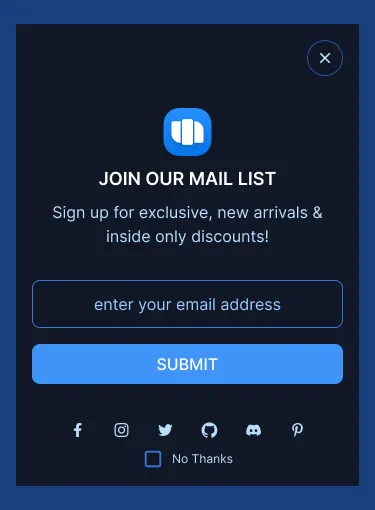 JOIN OUR MAIL LIST
Sign up for exclusive, new arrivals &
inside only discounts!
enter your email address
SUBMIT
No Thanks